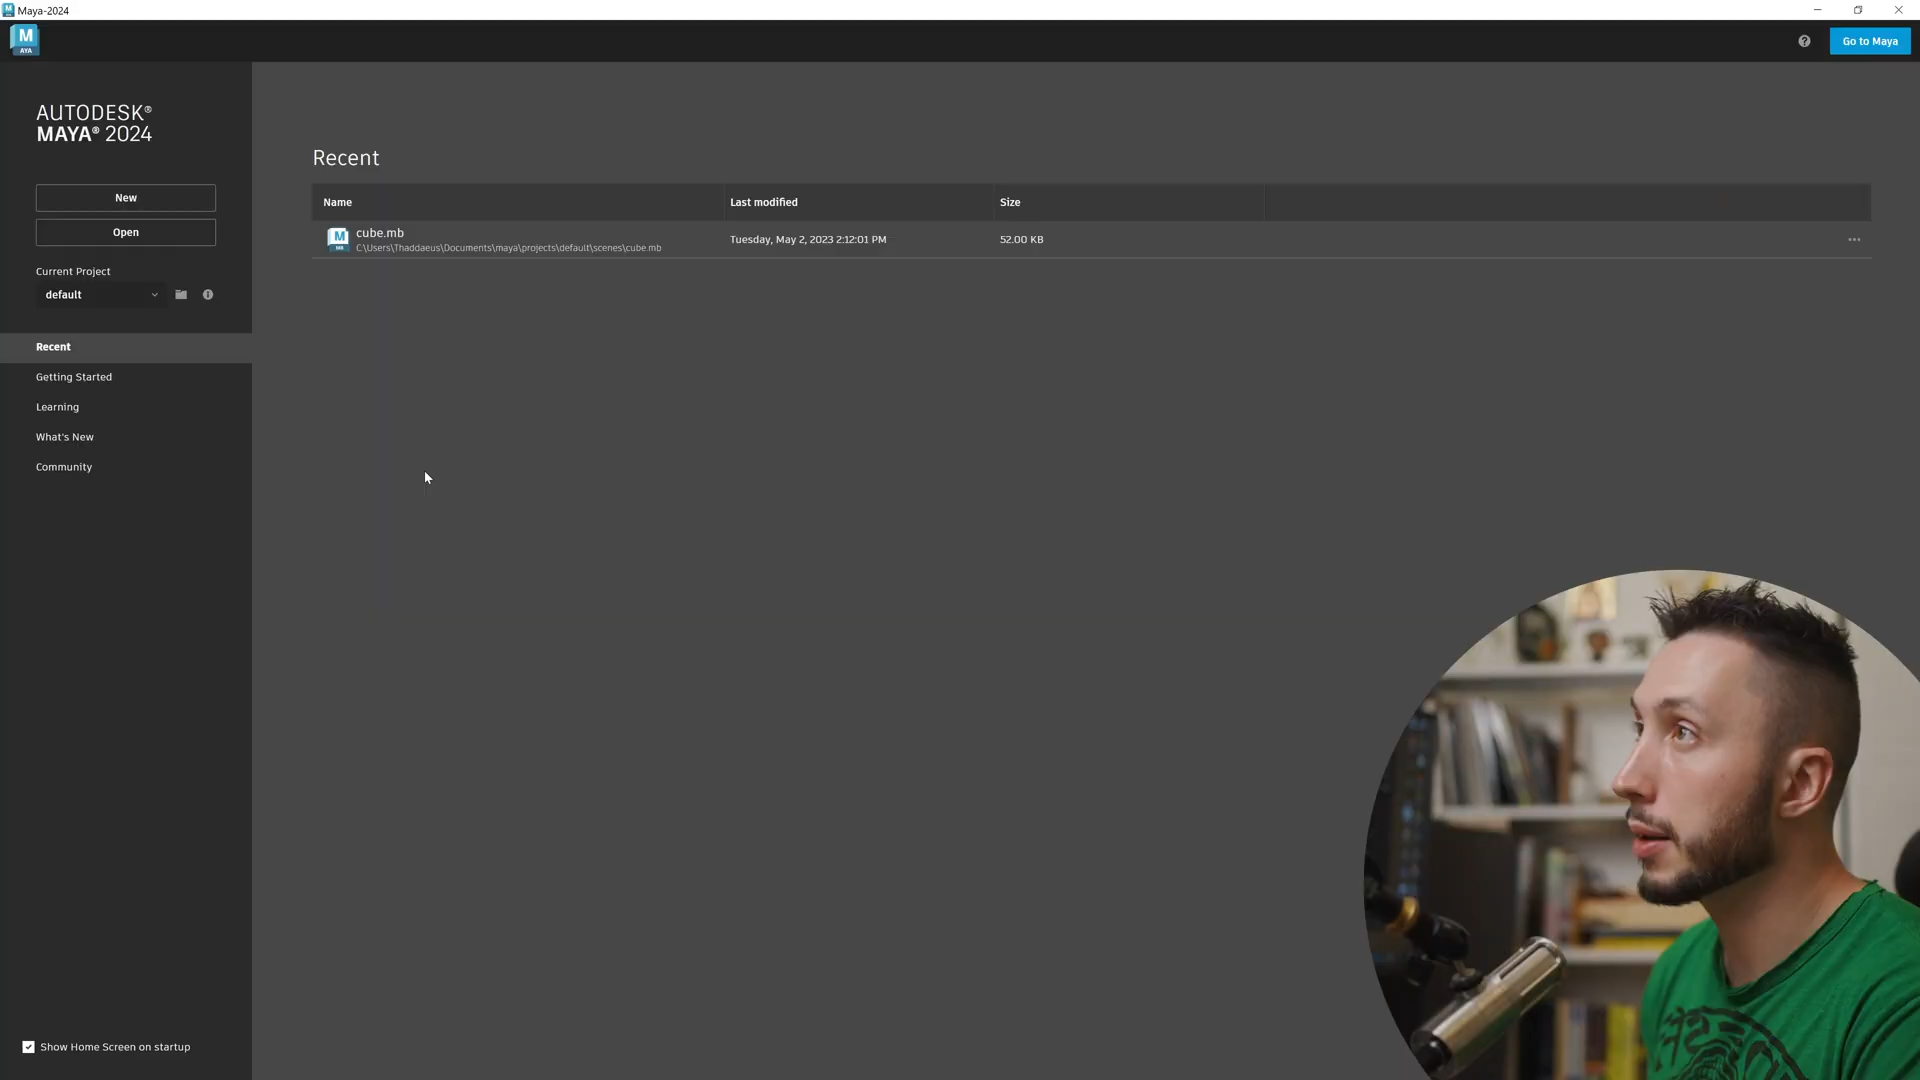 Maya-2024
M
AYA
Go to Maya
AUTODESK®
MAYA® 2024
New
Open
Current Project
default
Recent
Getting Started
Learning
What's New
Community
Show Home Screen on startup
Recent
Name Last modified Size
cube.mb
C:\Users\Thaddaeus\Documents\maya\projects\default\scenes\cube.mb
Tuesday, May 2, 2023 2:12:01 PM 52.00 KB